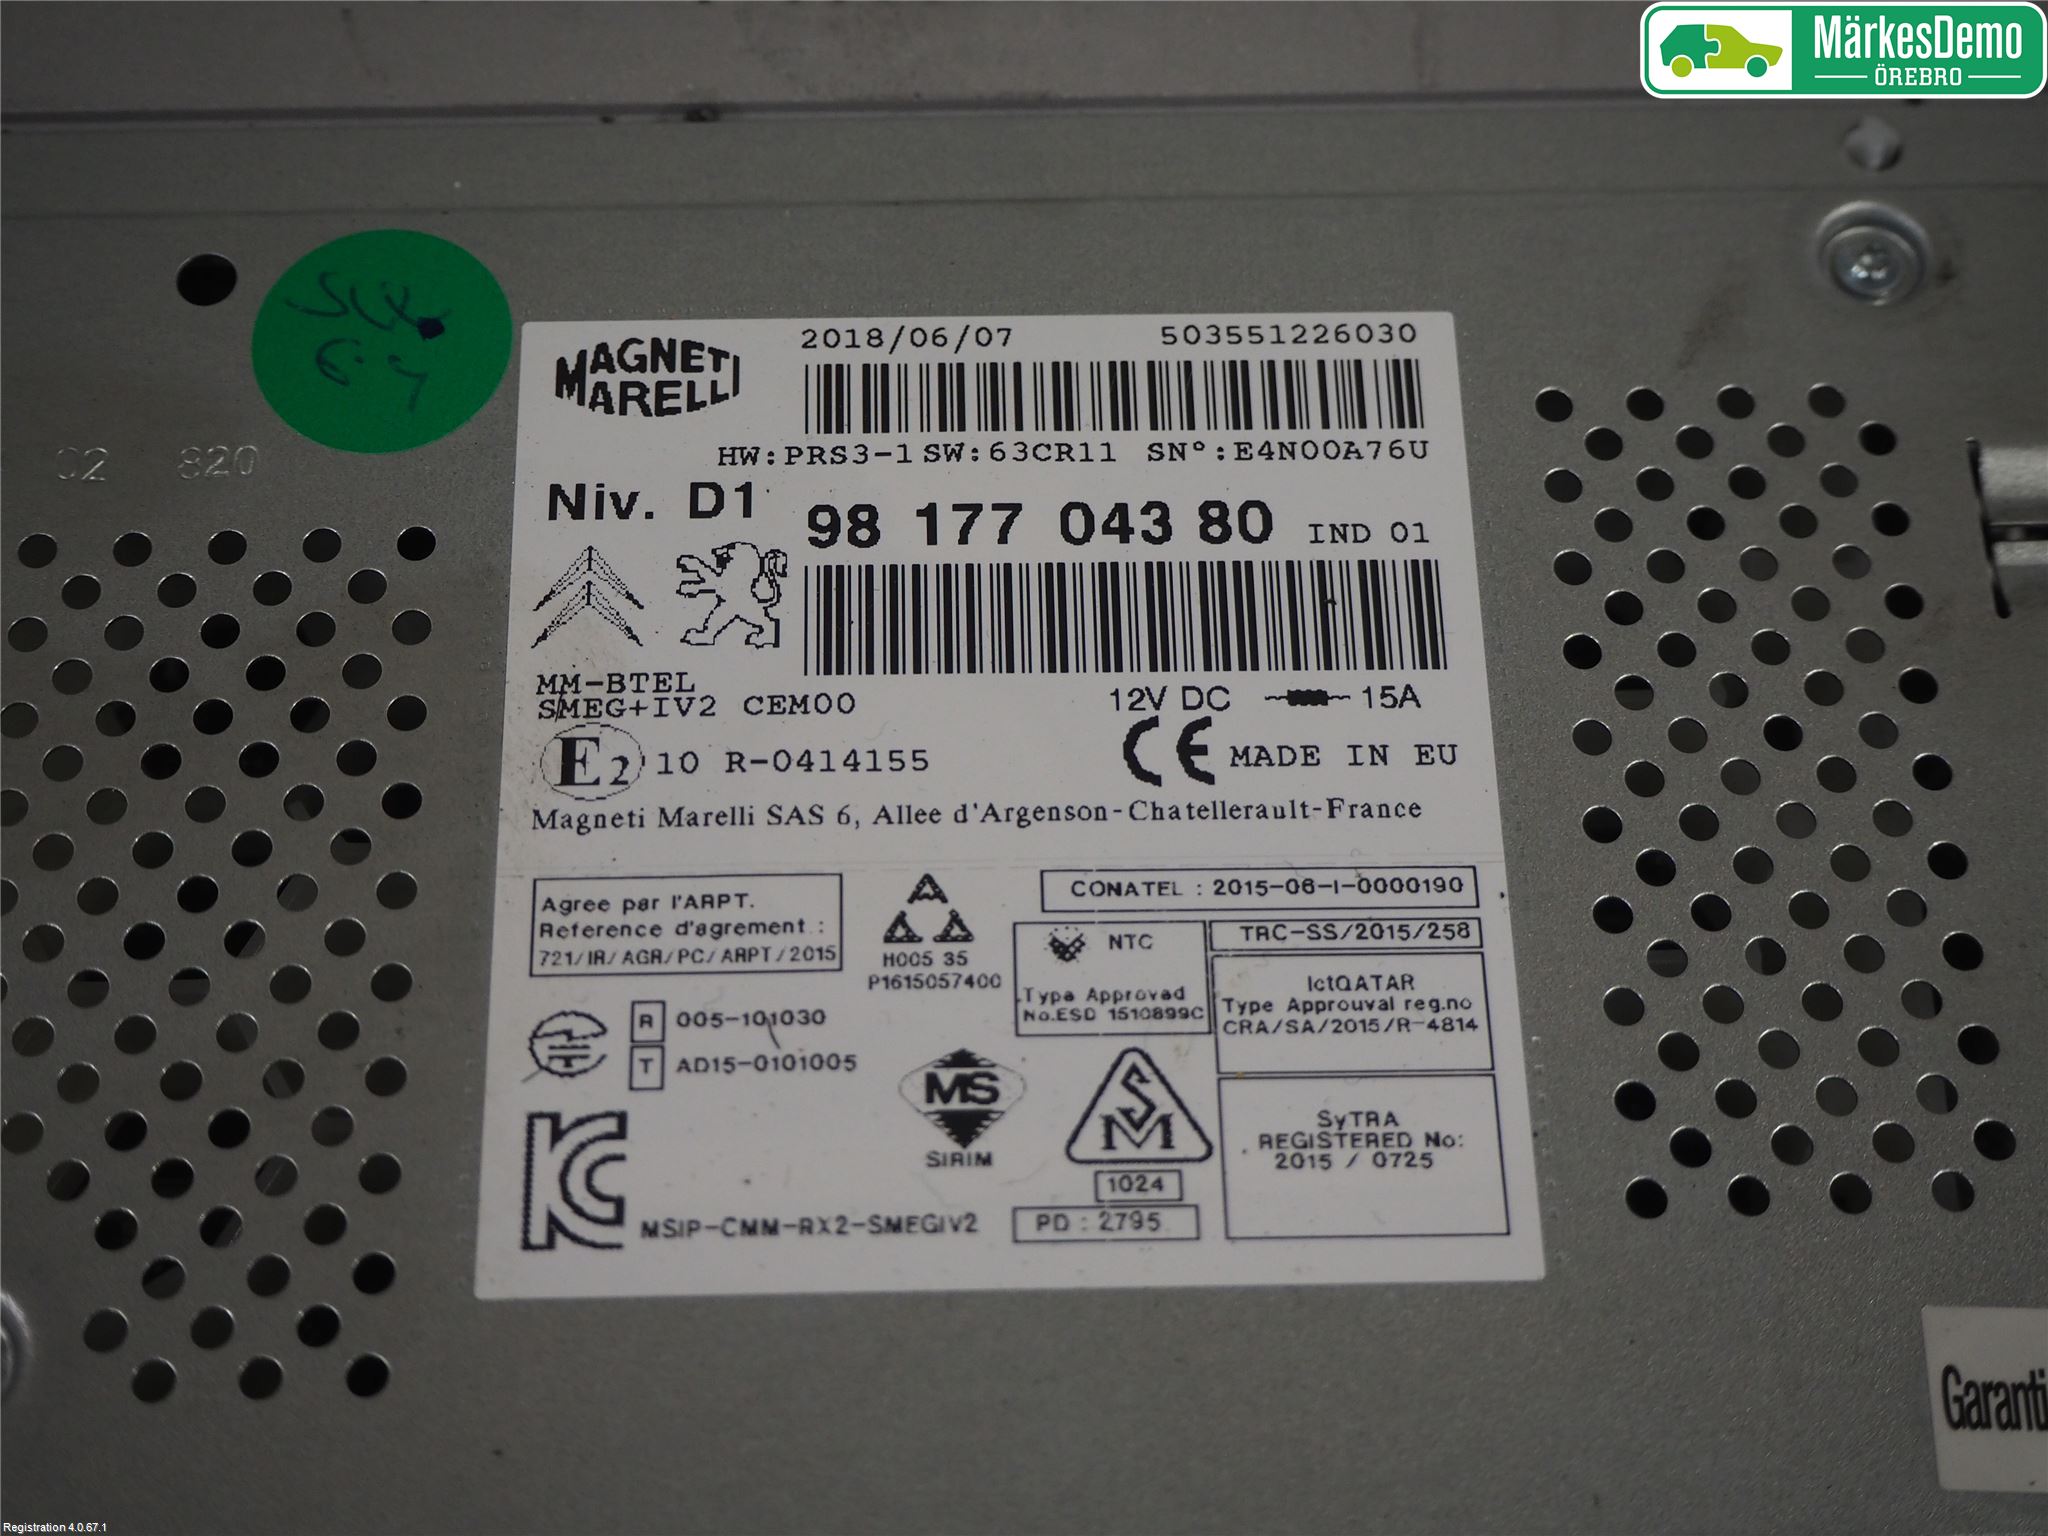 MärkesDemo
ÖREBRO
02 820
MAGNETI
MARELLI
2018/06/07 503551226030
HW:PRS3-1 SW:63CR11 SN°:E4N00A76U
Niv. D1 98 177 043 80 IND 01
MM-BTEL
SMEG+IV2 CEM00
12V DC 15A
E2 10 R-0414155
CE MADE IN EU
Magneti Marelli SAS 6, Allee d'Argenson-Chatellerault-France
Agree par l'ARPT.
Reference d'agrement :
721/IR/AGR/PC/ARPT/2015
H005 35
P1615057400
CONATEL : 2015-06-I-0000190
NTC
Type Approved
No.ESD 1510899C
TRC-SS/2015/258
IctQATAR
Type Approuval reg.no
CRA/SA/2015/R-4814
R 005-101030
T AD15-0101005
MS
SIRIM
SM
1024
PD : 2795
SyTRA
REGISTERED No:
2015 / 0725
KC
MSIP-CMM-RX2-SMEGIV2
Garanti
Registration 4.0.67.1